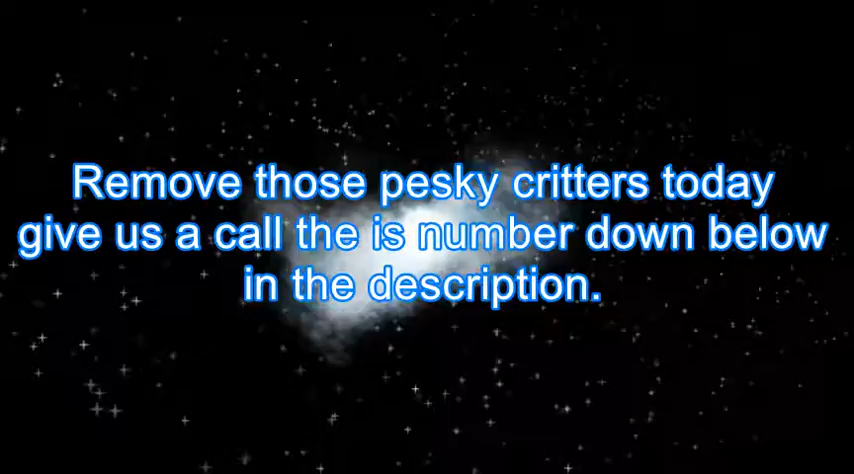 Remove those pesky critters today
give us a call the is number down below
in the description.